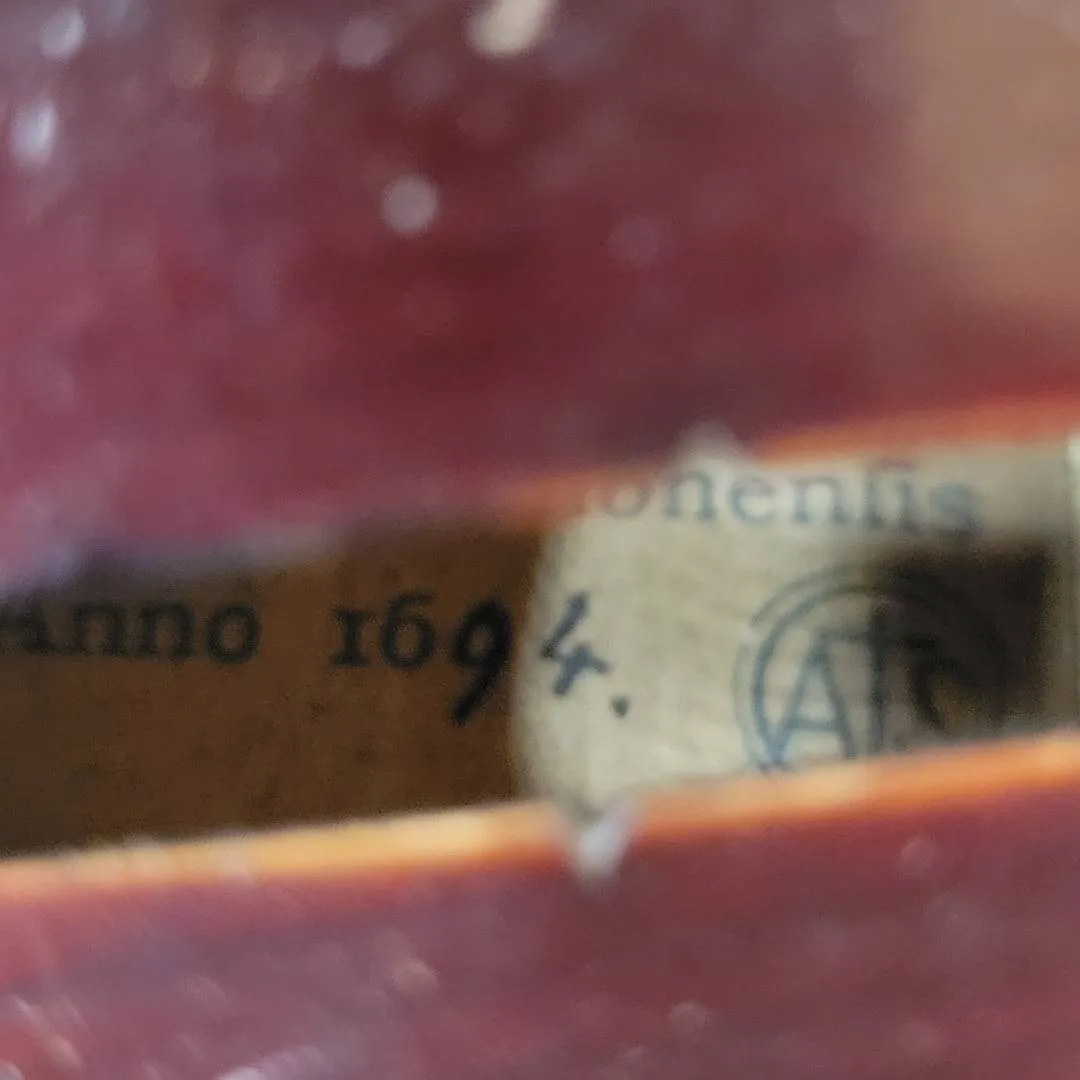 onenſis
Anno 1694.
A